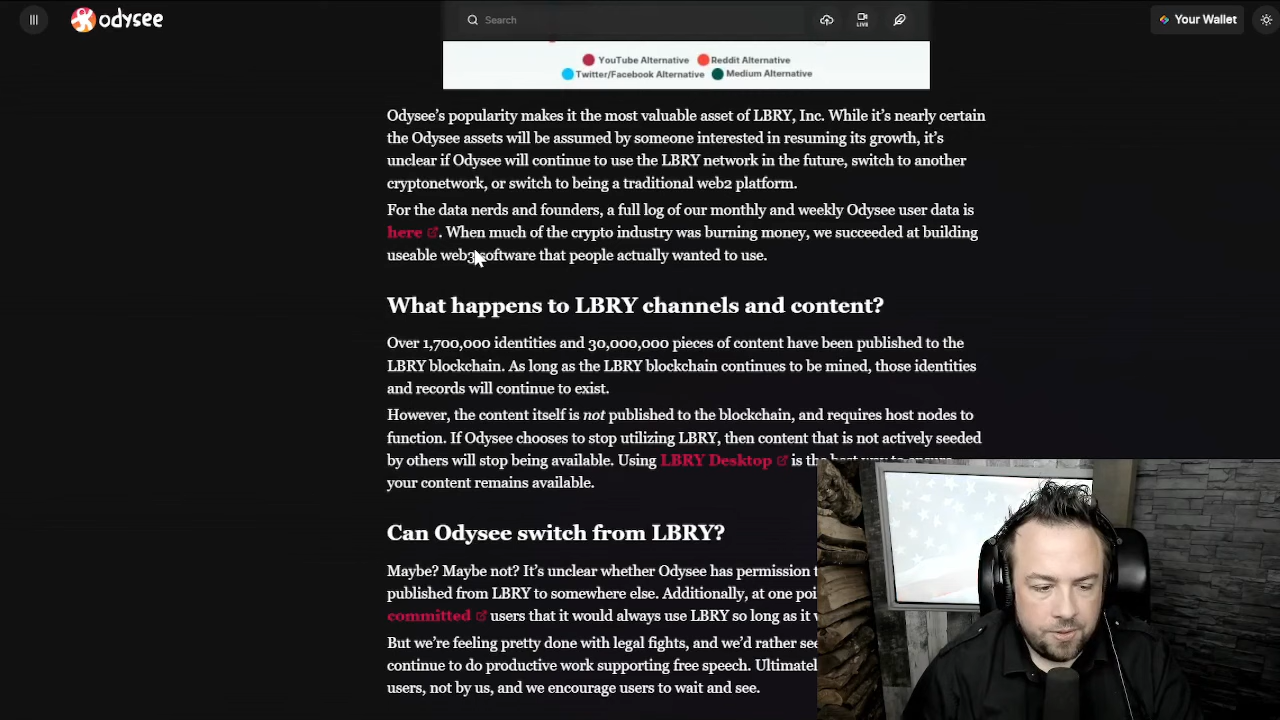 odysee
Search
LIVE
Your Wallet
YouTube Alternative Reddit Alternative
Twitter/Facebook Alternative Medium Alternative
Odysee's popularity makes it the most valuable asset of LBRY, Inc. While it's nearly certain
the Odysee assets will be assumed by someone interested in resuming its growth, it's
unclear if Odysee will continue to use the LBRY network in the future, switch to another
cryptonetwork, or switch to being a traditional web2 platform.
For the data nerds and founders, a full log of our monthly and weekly Odysee user data is
here. When much of the crypto industry was burning money, we succeeded at building
useable web3 software that people actually wanted to use.
What happens to LBRY channels and content?
Over 1,700,000 identities and 30,000,000 pieces of content have been published to the
LBRY blockchain. As long as the LBRY blockchain continues to be mined, those identities
and records will continue to exist.
However, the content itself is not published to the blockchain, and requires host nodes to
function. If Odysee chooses to stop utilizing LBRY, then content that is not actively seeded
by others will stop being available. Using LBRY Desktop is the best way to ensure
your content remains available.
Can Odysee switch from LBRY?
Maybe? Maybe not? It's unclear whether Odysee has permission
published from LBRY to somewhere else. Additionally, at one
committed users that it would always use LBRY so long as it
But we're feeling pretty done with legal fights, and we'd rather
continue to do productive work supporting free speech.
users, not by us, and we encourage users to wait and see.